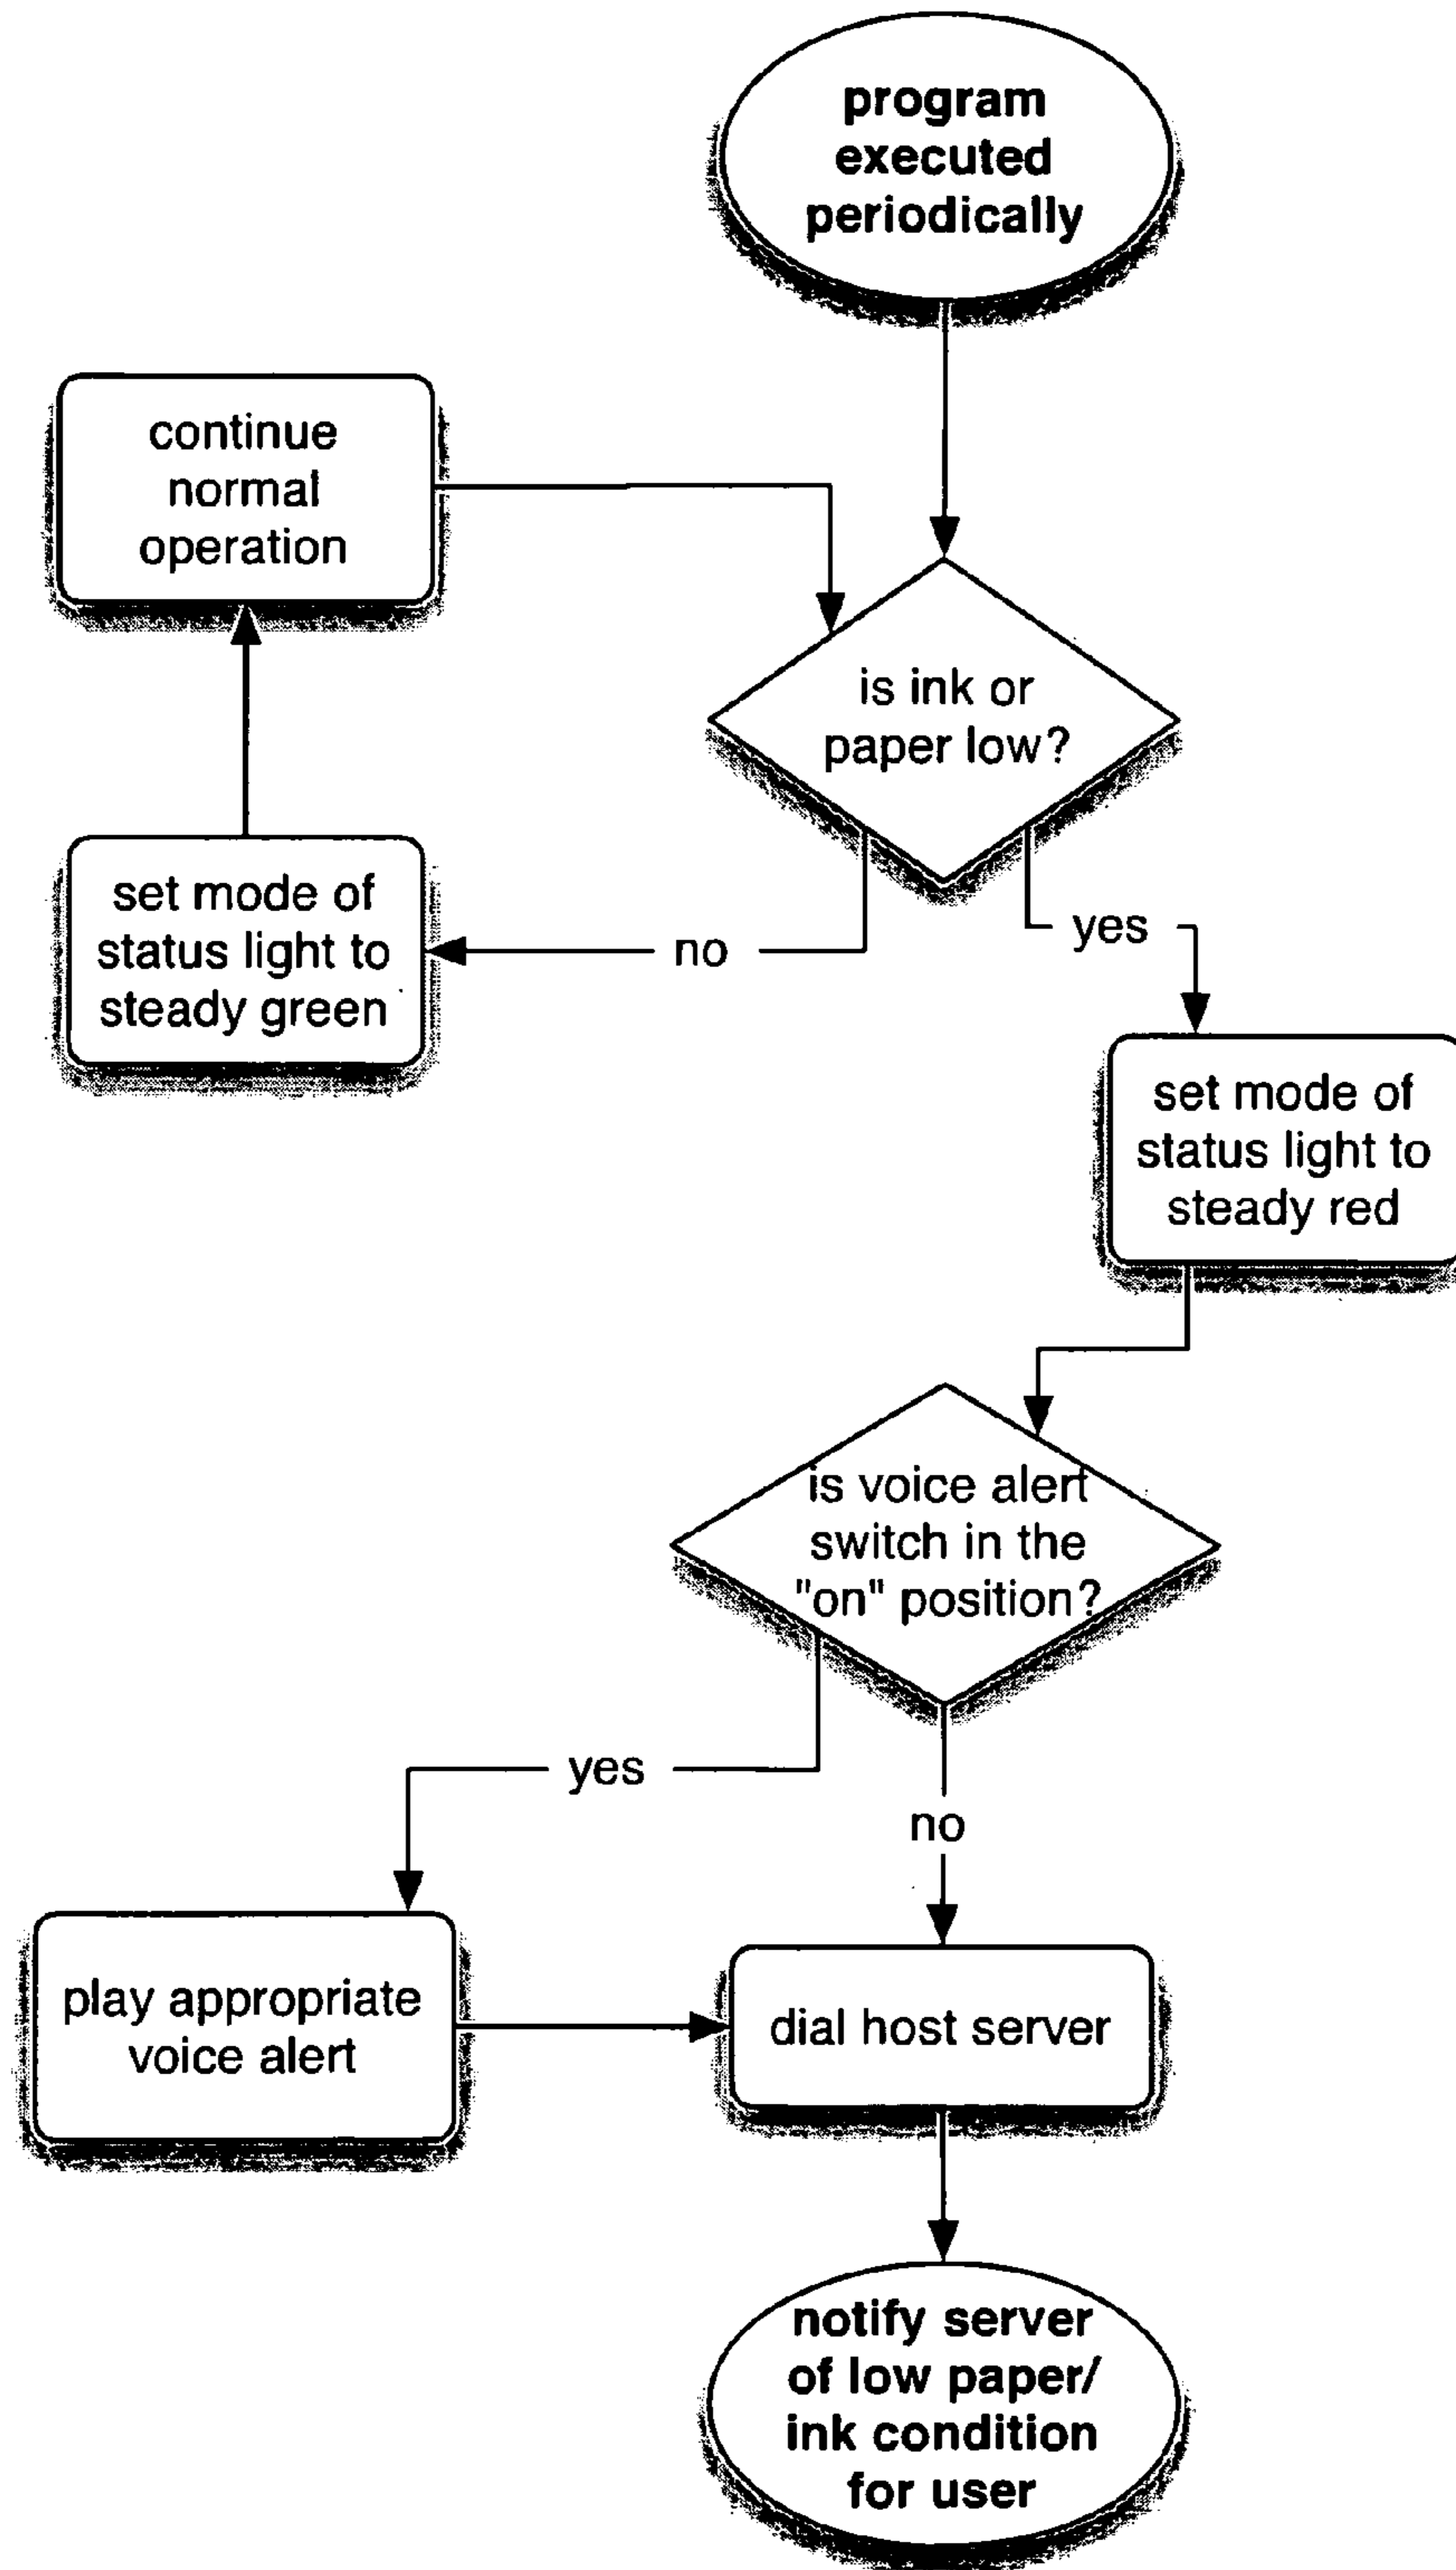 program
executed
periodically
continue
normal
operation
is ink or
paper low?
set mode of
status light to
steady green
no
yes
set mode of
status light to
steady red
is voice alert
switch in the
"on" position?
yes
no
play appropriate
voice alert
dial host server
notify server
of low paper/
ink condition
for user